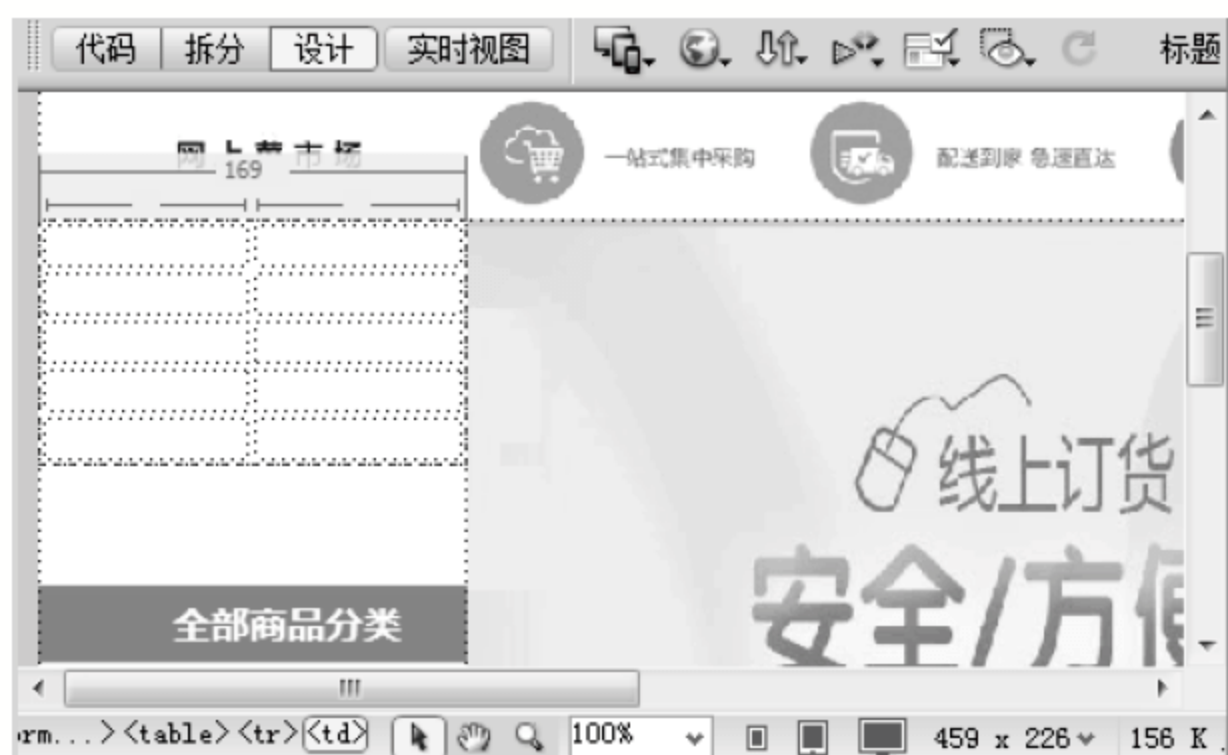 代码 拆分 设计 实时视图 标题
网上菜市场
169
一站式集中采购
配送到家 急速直达
线上订货
安全/方便
全部商品分类
rm...><table><tr><td> 100% 459 x 226 156 K